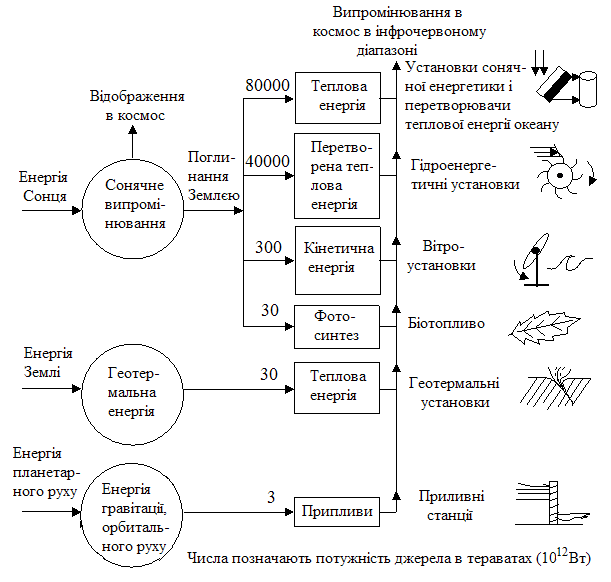 Випромінювання в
космос в інфрочервоному
діапазоні
Відображення
в космос
Енергія
Сонця
Сонячне
випромі-
нювання
Погли-
нання
Землею
80000
Теплова
енергія
Установки соняч-
ної енергетики і
перетворювачи
теплової енергії океану
40000
Перетво-
рена теп-
лова
енергія
Гідроенерге-
тичні установки
300
Кінетична
енергія
Вітро-
установки
30
Фото-
синтез
Біотопливо
Енергія
Землі
Геотер-
мальна
енергія
30
Теплова
енергія
Геотермальні
установки
Енергія
планетар-
ного руху
Енергія
гравітації,
орбиталь-
ного руху
3
Припливи
Приливні
станції
Числа позначають потужність джерела в тераватах (10¹²Вт)